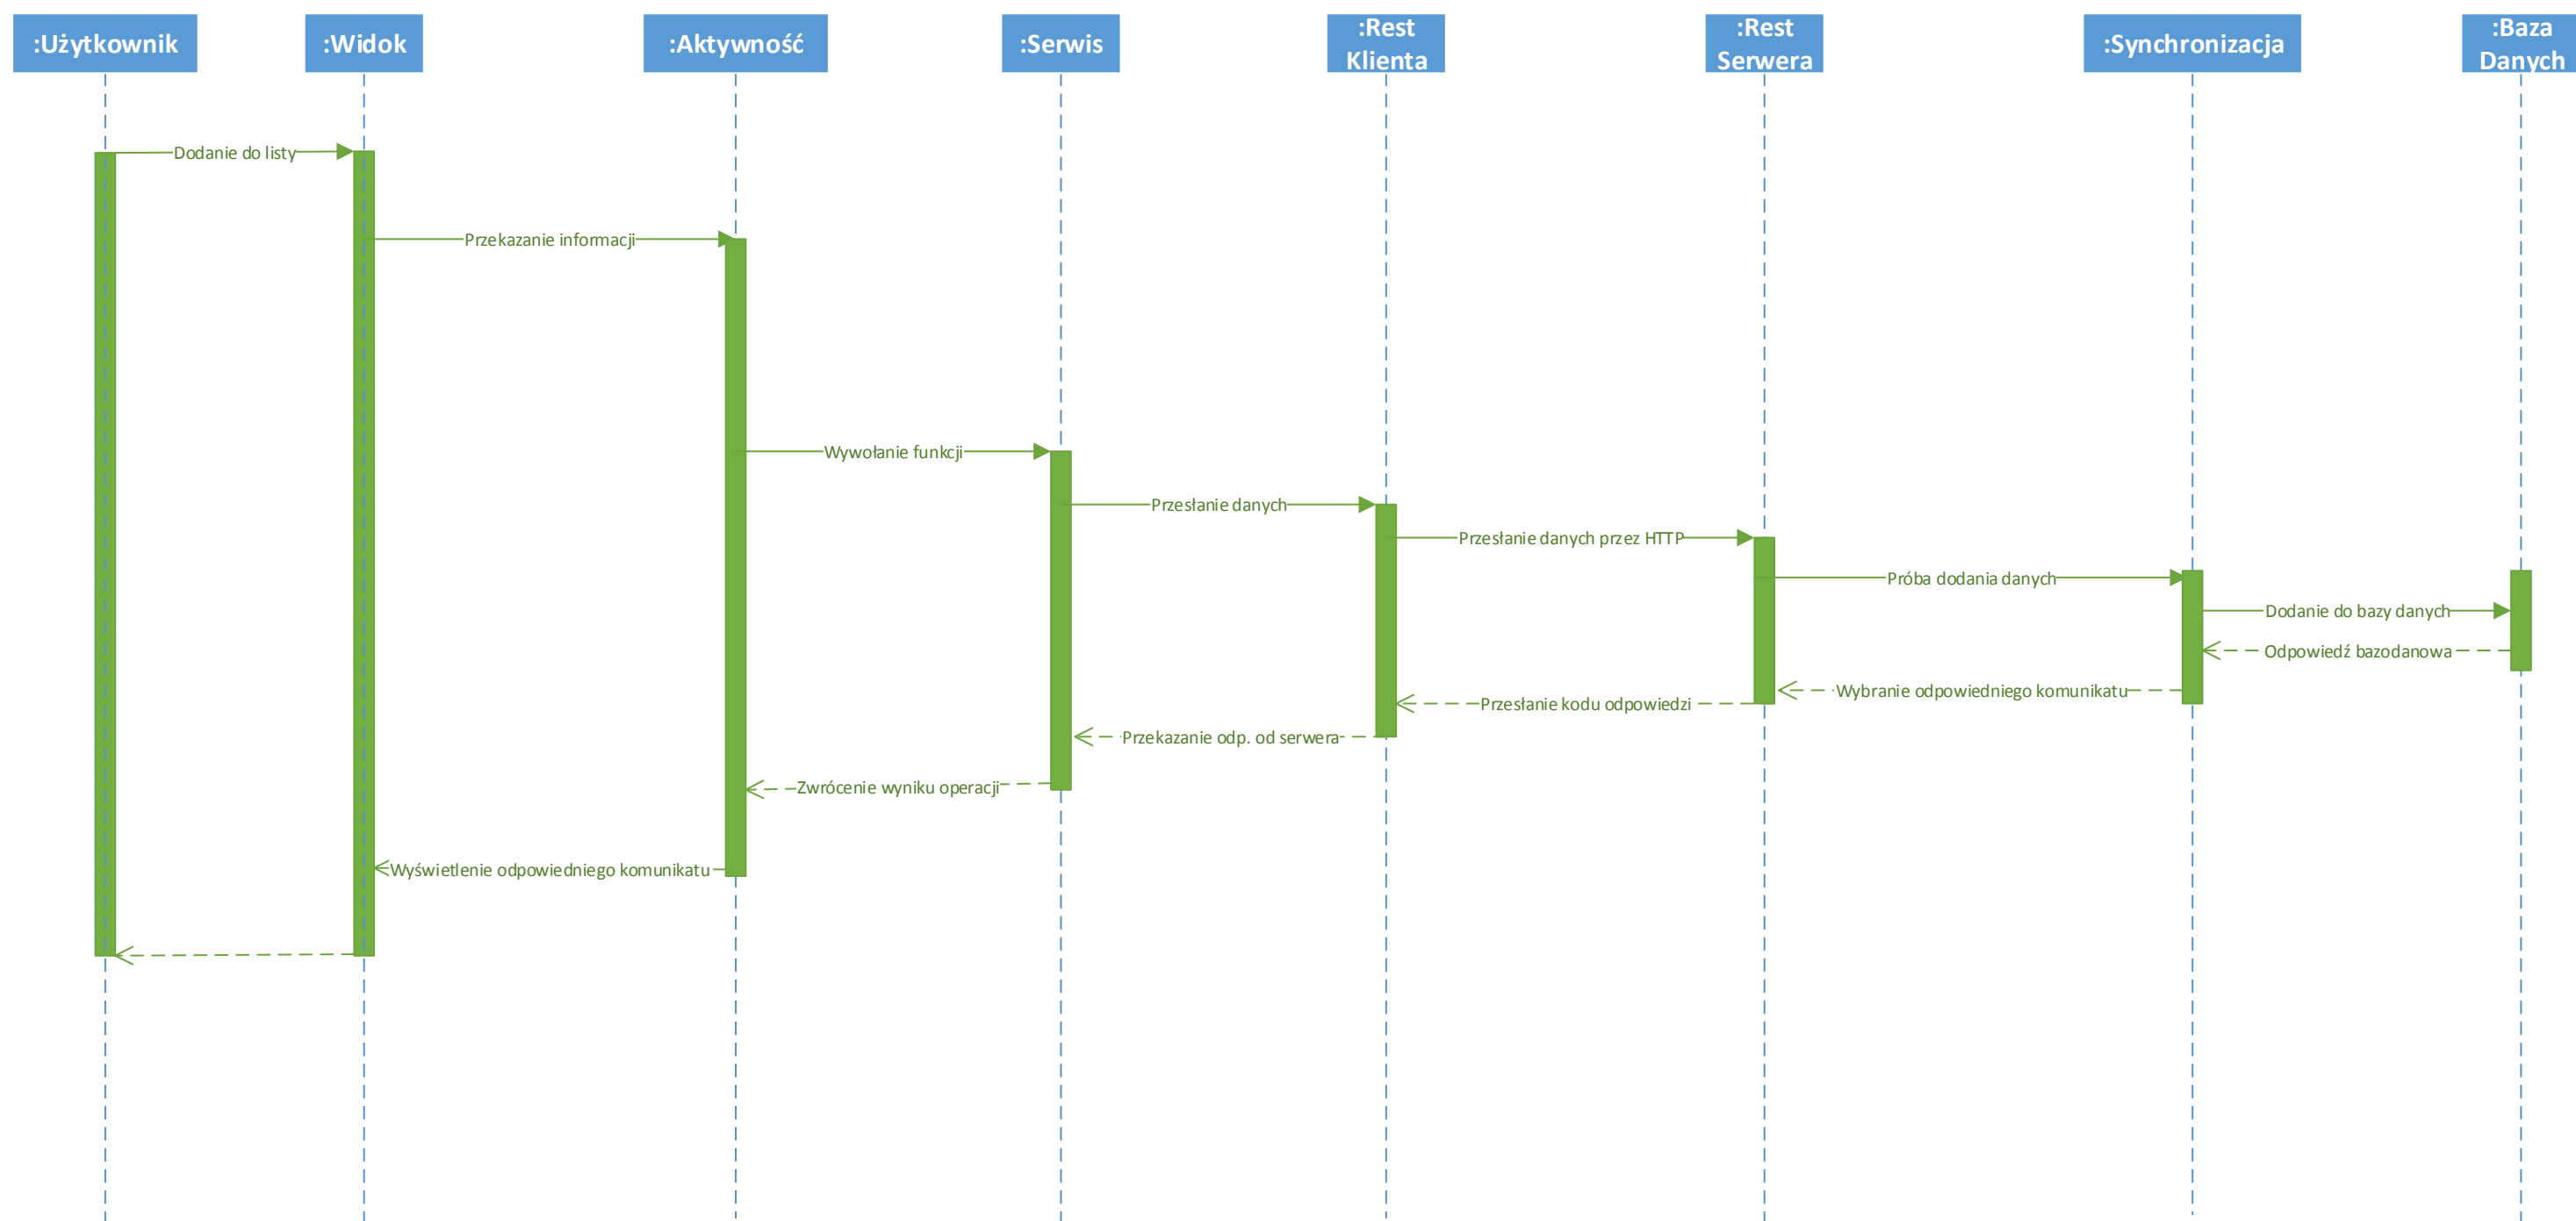 :Użytkownik
:Widok
:Aktywność
:Serwis
:Rest
Klienta
:Rest
Serwera
:Synchronizacja
:Baza
Danych
Dodanie do listy
Przekazanie informacji
Wywołanie funkcji
Przesłanie danych
Przesłanie danych przez HTTP
Próba dodania danych
Dodanie do bazy danych
Odpowiedź bazodanowa
Wybranie odpowiedniego komunikatu
Przesłanie kodu odpowiedzi
Przekazanie odp. od serwera
Zwrócenie wyniku operacji
Wyświetlenie odpowiedniego komunikatu